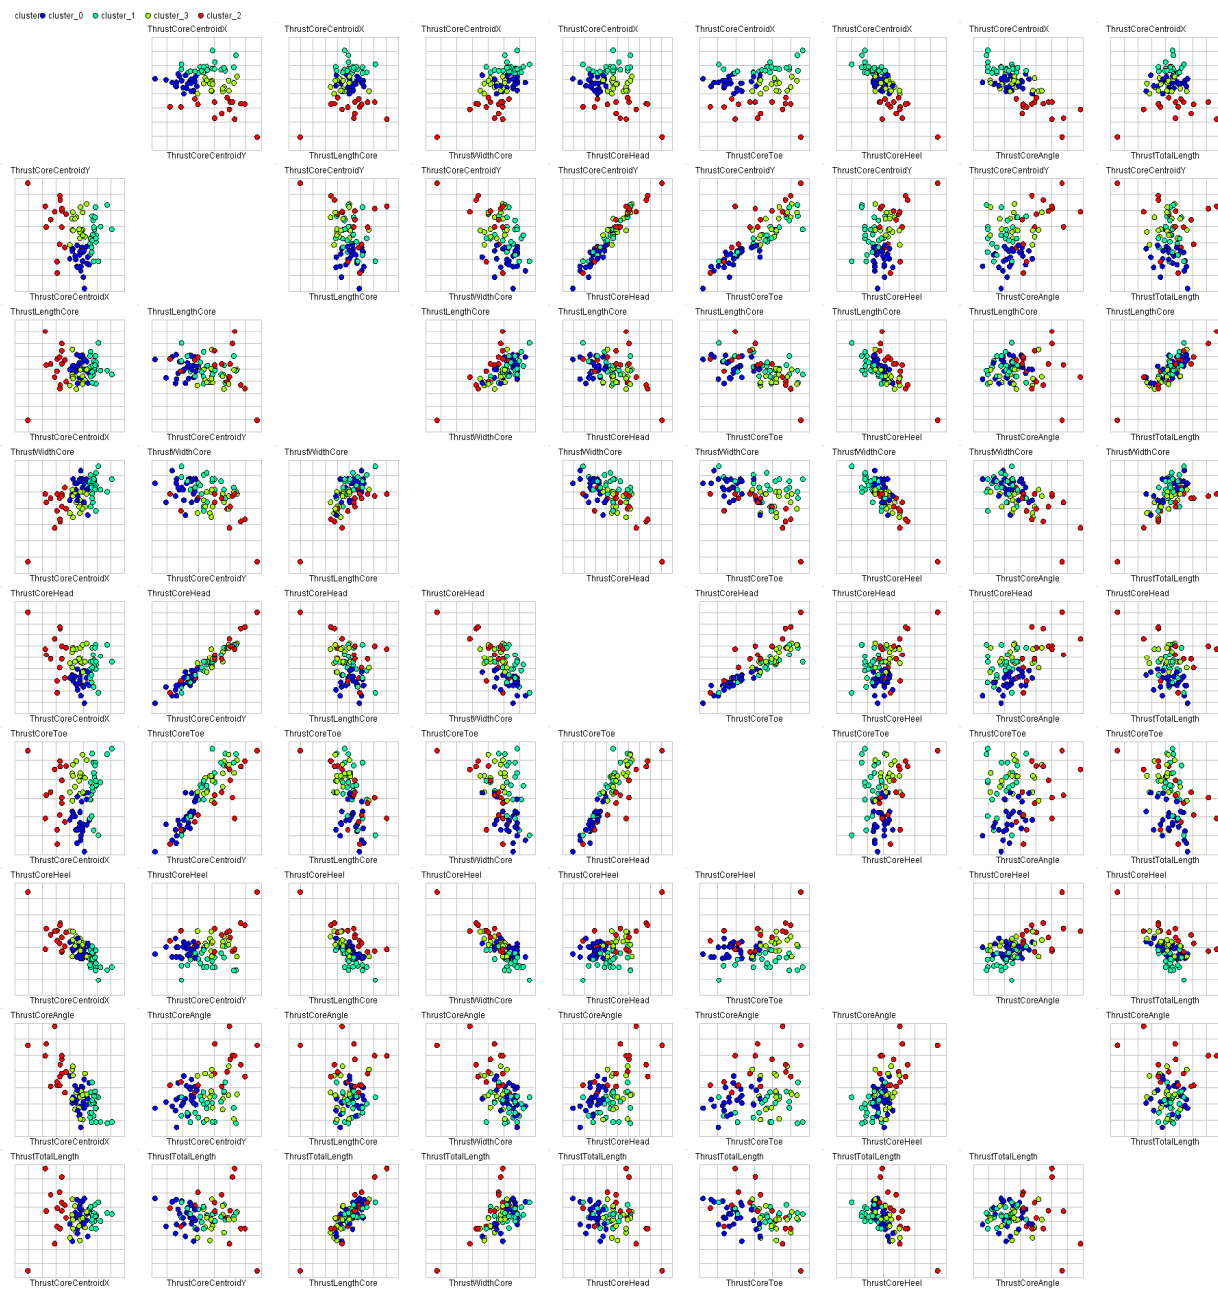 cluster cluster_0 cluster_1 cluster_3 cluster_2
ThrustCoreCentroidX ThrustCoreCentroidX ThrustCoreCentroidX ThrustCoreCentroidX ThrustCoreCentroidX ThrustCoreCentroidX ThrustCoreCentroidX ThrustCoreCentroidX
ThrustCoreCentroidY ThrustLengthCore ThrustWidthCore ThrustCoreHead ThrustCoreToe ThrustCoreHeel ThrustCoreAngle ThrustTotalLength
ThrustCoreCentroidY ThrustCoreCentroidY ThrustCoreCentroidY ThrustCoreCentroidY ThrustCoreCentroidY ThrustCoreCentroidY ThrustCoreCentroidY ThrustCoreCentroidY
ThrustCoreCentroidX ThrustLengthCore ThrustWidthCore ThrustCoreHead ThrustCoreToe ThrustCoreHeel ThrustCoreAngle ThrustTotalLength
ThrustLengthCore ThrustLengthCore ThrustLengthCore ThrustLengthCore ThrustLengthCore ThrustLengthCore ThrustLengthCore ThrustLengthCore
ThrustCoreCentroidX ThrustCoreCentroidY ThrustWidthCore ThrustCoreHead ThrustCoreToe ThrustCoreHeel ThrustCoreAngle ThrustTotalLength
ThrustWidthCore ThrustWidthCore ThrustWidthCore ThrustWidthCore ThrustWidthCore ThrustWidthCore ThrustWidthCore ThrustWidthCore
ThrustCoreCentroidX ThrustCoreCentroidY ThrustLengthCore ThrustCoreHead ThrustCoreToe ThrustCoreHeel ThrustCoreAngle ThrustTotalLength
ThrustCoreHead ThrustCoreHead ThrustCoreHead ThrustCoreHead ThrustCoreHead ThrustCoreHead ThrustCoreHead ThrustCoreHead
ThrustCoreCentroidX ThrustCoreCentroidY ThrustLengthCore ThrustWidthCore ThrustCoreToe ThrustCoreHeel ThrustCoreAngle ThrustTotalLength
ThrustCoreToe ThrustCoreToe ThrustCoreToe ThrustCoreToe ThrustCoreToe ThrustCoreToe ThrustCoreToe ThrustCoreToe
ThrustCoreCentroidX ThrustCoreCentroidY ThrustLengthCore ThrustWidthCore ThrustCoreHead ThrustCoreHeel ThrustCoreAngle ThrustTotalLength
ThrustCoreHeel ThrustCoreHeel ThrustCoreHeel ThrustCoreHeel ThrustCoreHeel ThrustCoreHeel ThrustCoreHeel ThrustCoreHeel
ThrustCoreCentroidX ThrustCoreCentroidY ThrustLengthCore ThrustWidthCore ThrustCoreHead ThrustCoreToe ThrustCoreAngle ThrustTotalLength
ThrustCoreAngle ThrustCoreAngle ThrustCoreAngle ThrustCoreAngle ThrustCoreAngle ThrustCoreAngle ThrustCoreAngle ThrustCoreAngle
ThrustCoreCentroidX ThrustCoreCentroidY ThrustLengthCore ThrustWidthCore ThrustCoreHead ThrustCoreToe ThrustCoreHeel ThrustTotalLength
ThrustTotalLength ThrustTotalLength ThrustTotalLength ThrustTotalLength ThrustTotalLength ThrustTotalLength ThrustTotalLength ThrustTotalLength
ThrustCoreCentroidX ThrustCoreCentroidY ThrustLengthCore ThrustWidthCore ThrustCoreHead ThrustCoreToe ThrustCoreHeel ThrustCoreAngle